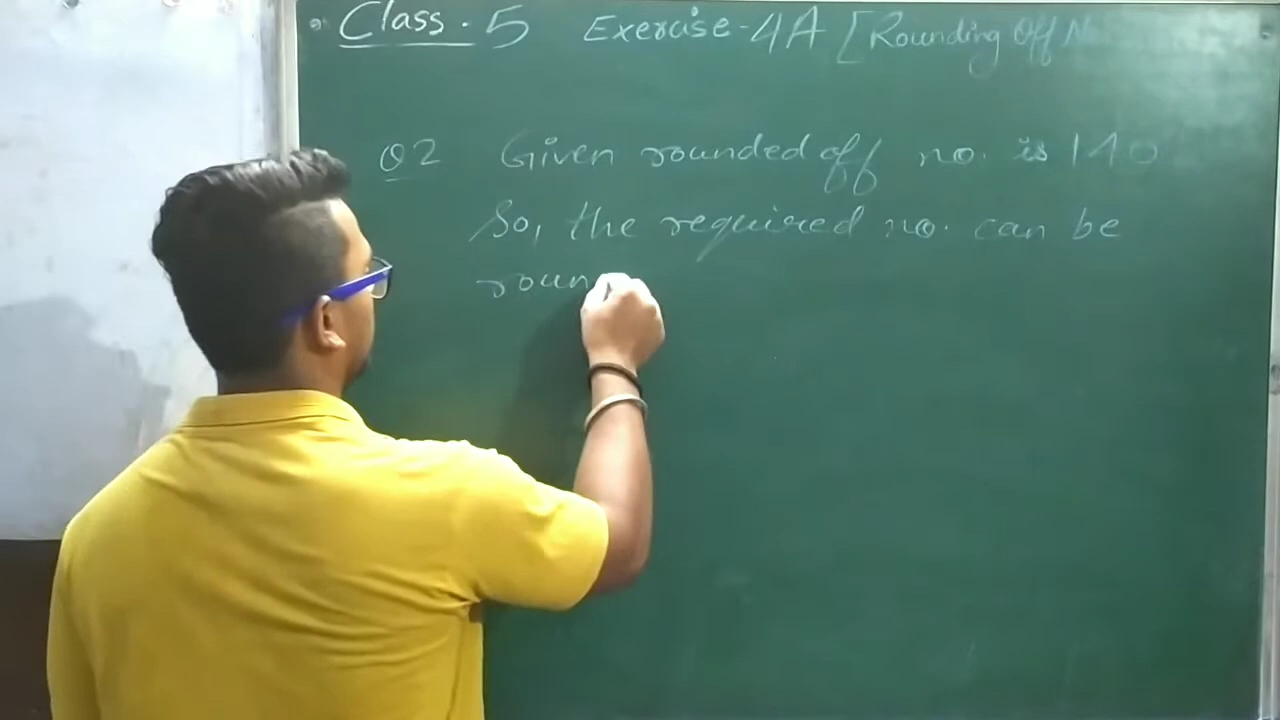 Class. 5 Exercise-4A [Rounding Off N
Q2 Given rounded off no. is 140
So, the required no. can be
roun